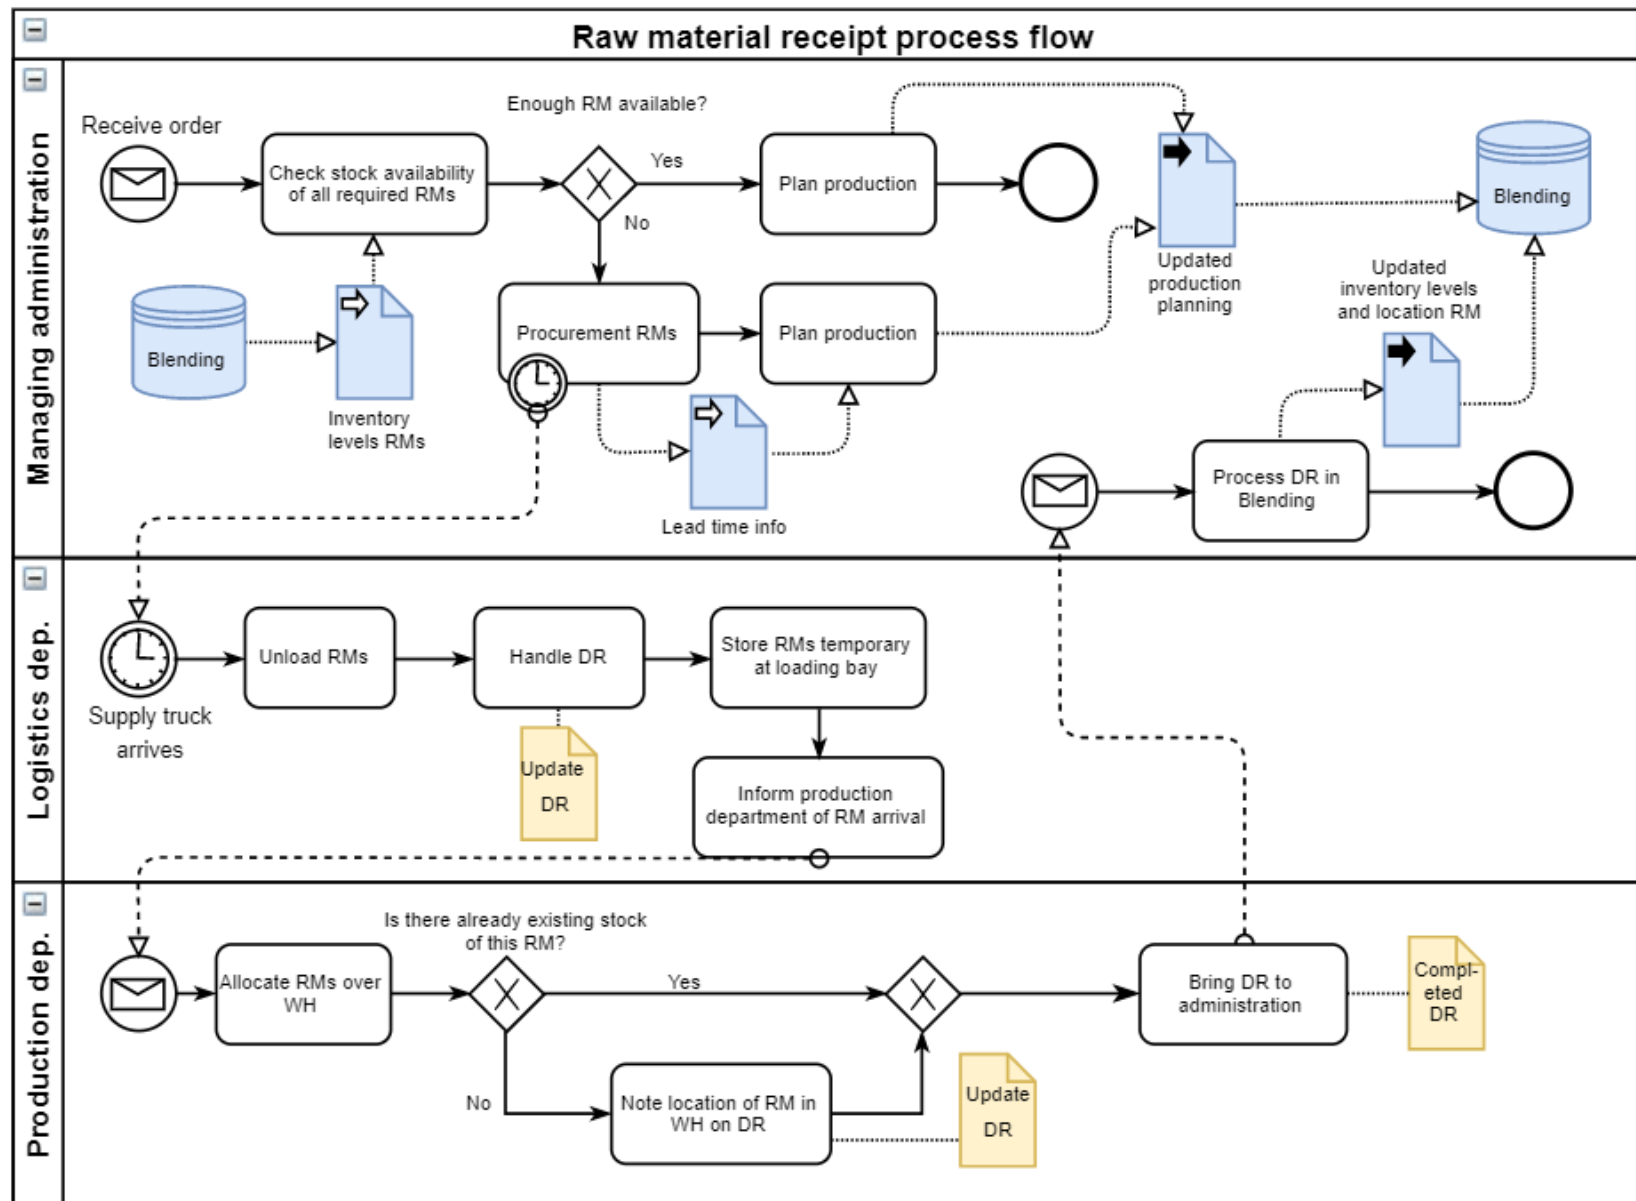 Raw material receipt process flow
Managing administration
Receive order
Check stock availability
of all required RMs
Enough RM available?
Yes
No
Plan production
Blending
Inventory
levels RMs
Procurement RMs
Plan production
Lead time info
Updated
production
planning
Blending
Updated
inventory levels
and location RM
Process DR in
Blending
Logistics dep.
Supply truck
arrives
Unload RMs
Handle DR
Update
DR
Store RMs temporary
at loading bay
Inform production
department of RM arrival
Production dep.
Allocate RMs over
WH
Is there already existing stock
of this RM?
Yes
No
Note location of RM in
WH on DR
Update
DR
Bring DR to
administration
Compl-
eted
DR